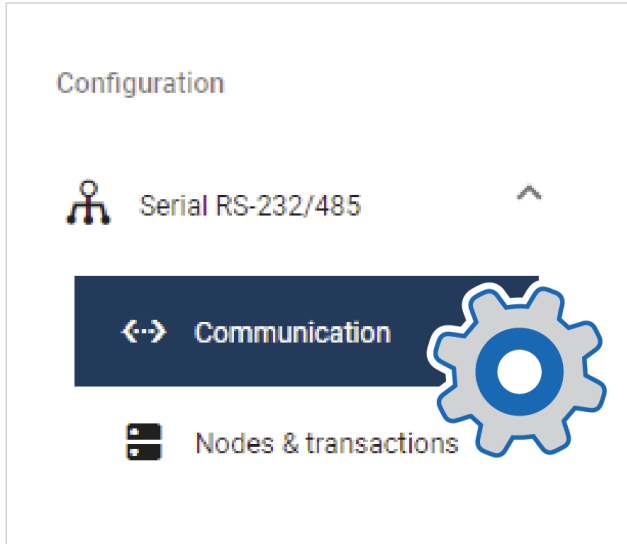 Configuration
Serial RS-232/485
Communication
Nodes & transactions